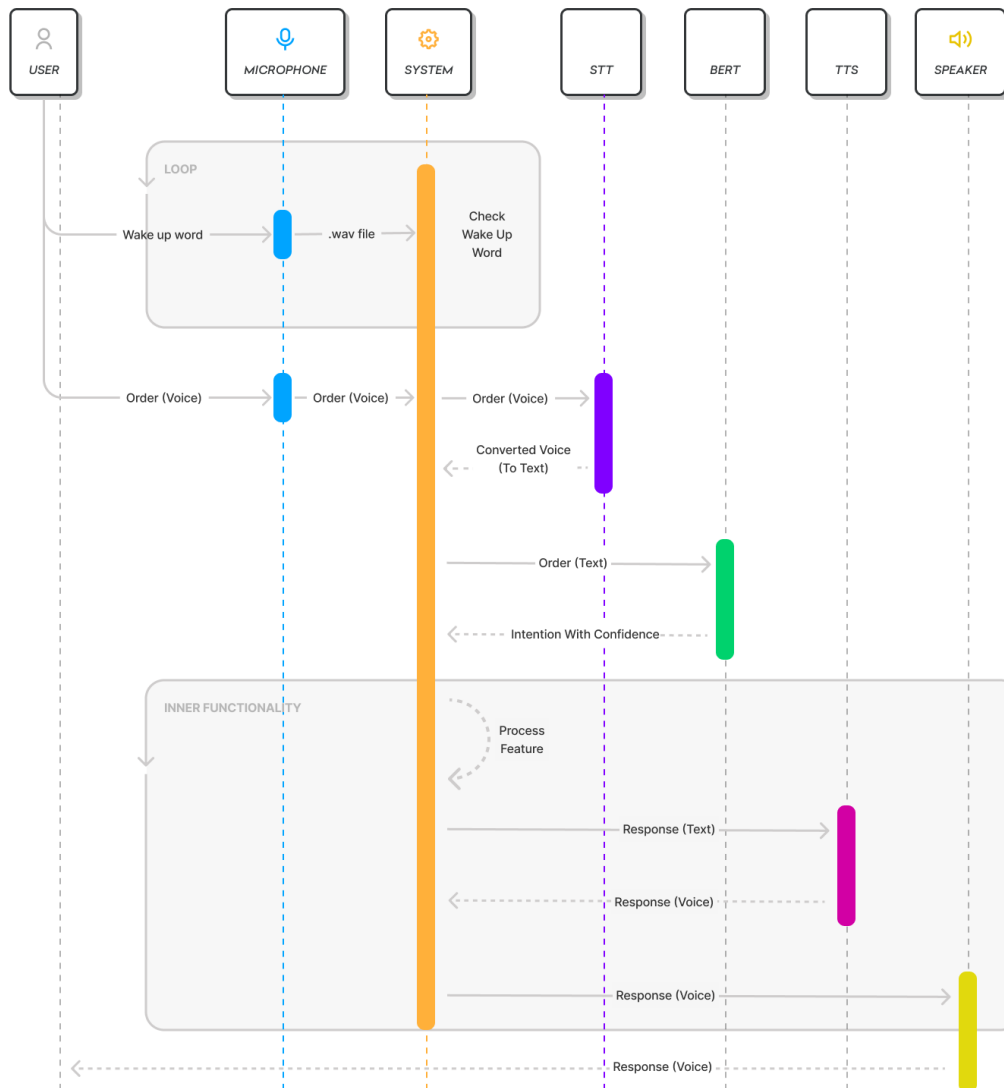 USER
MICROPHONE
SYSTEM
STT
BERT
TTS
SPEAKER
LOOP
Check
Wake Up
Word
Wake up word
.wav file
Order (Voice)
Order (Voice)
Order (Voice)
Converted Voice
(To Text)
Order (Text)
Intention With Confidence
INNER FUNCTIONALITY
Process
Feature
Response (Text)
Response (Voice)
Response (Voice)
Response (Voice)